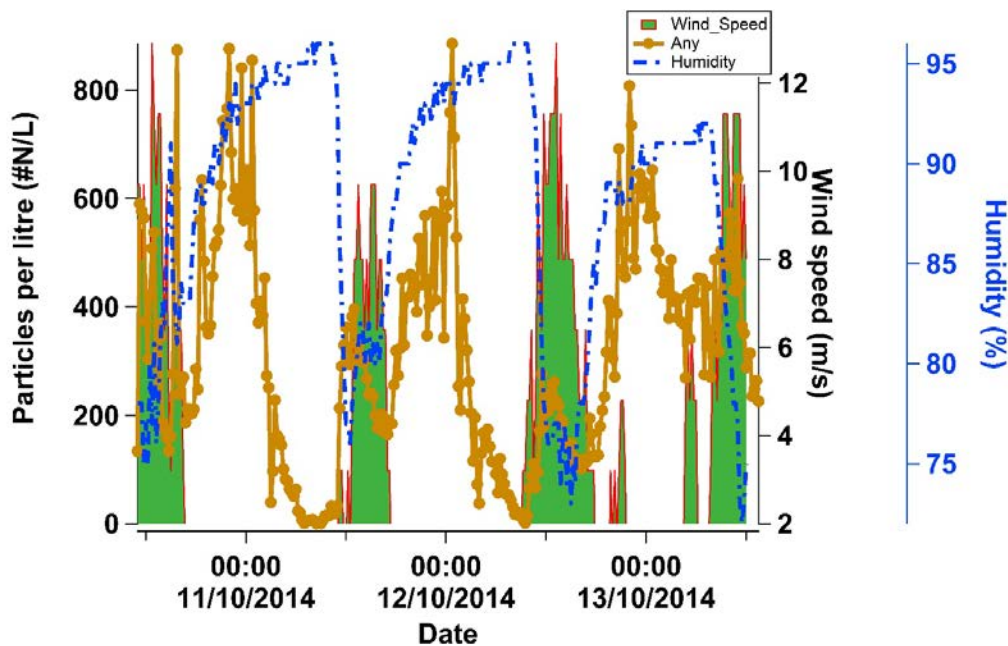 Wind_Speed
Any
Humidity
Particles per litre (#N/L)
800
600
400
200
0
12
10
8
6
4
2
Wind speed (m/s)
95
90
85
80
75
Humidity (%)
00:00 00:00 00:00
11/10/2014 12/10/2014 13/10/2014
Date